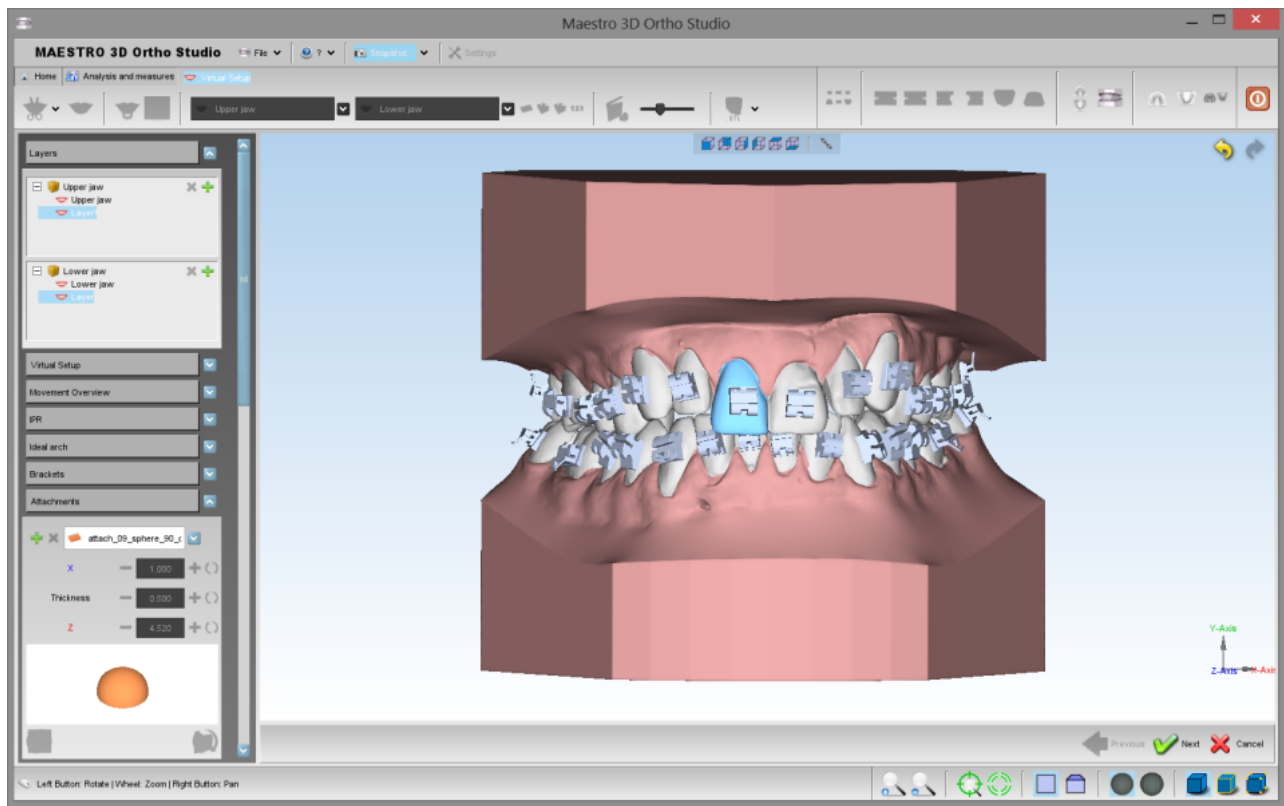 Maestro 3D Ortho Studio
MAESTRO 3D Ortho Studio File ? Snapshot Settings
Home Analysis and measures Virtual Setup
Upper jaw Lower jaw 123 STL
Layers
Upper jaw
Upper jaw
Layer
Lower jaw
Lower jaw
Layer
Virtual Setup
Movement Overview
IPR
Ideal arch
Brackets
Attachments
attach_09_sphere_90_c
X 1.000
Thickness 0.500
Z 4.520
Y-Axis
Z-Axis X-Axis
Previous Next Cancel
Left Button: Rotate | Wheel: Zoom | Right Button: Pan